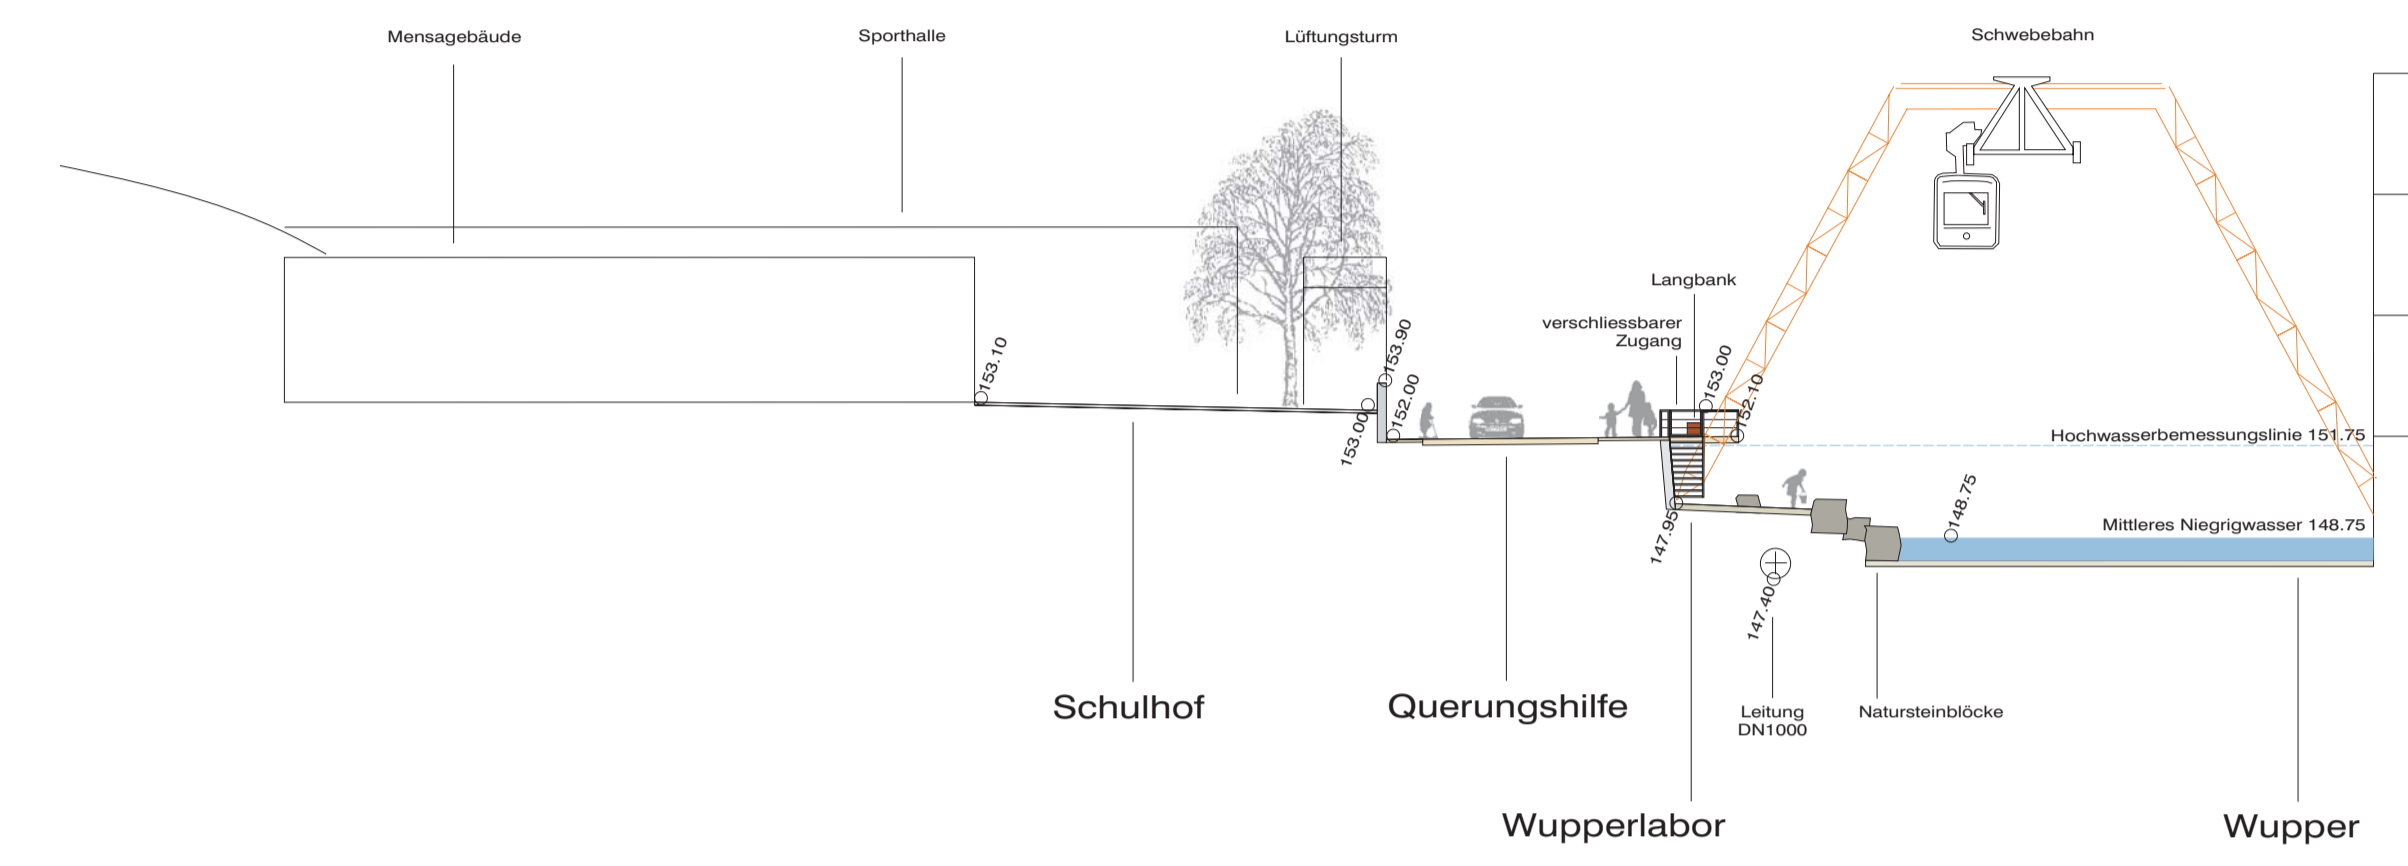 Mensagebäude
Sporthalle
Lüftungsturm
Schwebebahn
Langbank
verschliessbarer
Zugang
153.10
153.90
153.00
152.00
153.00
152.10
Hochwasserbemessungslinie 151.75
148.75
Mittleres Niegrigwasser 148.75
147.95
147.40
Schulhof
Querungshilfe
Leitung
DN1000
Natursteinblöcke
Wupperlabor
Wupper